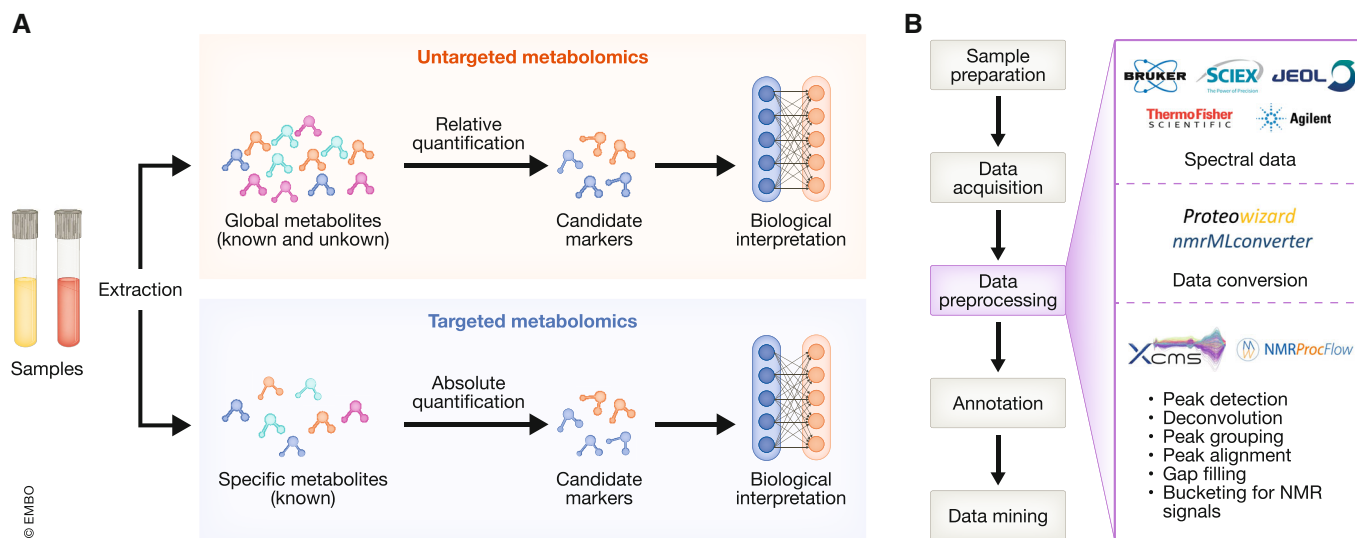 A
Untargeted metabolomics
Relative
quantification
Global metabolites
(known and unkown)
Candidate
markers
Biological
interpretation
Extraction
Samples
Targeted metabolomics
Absolute
quantification
Specific metabolites
(known)
Candidate
markers
Biological
interpretation
© EMBO
B
Sample
preparation
Data
acquisition
Data
preprocessing
Annotation
Data mining
BRUKER
SCIEX
The Power of Precision
JEOL
ThermoFisher
SCIENTIFIC
Agilent
Spectral data
Proteowizard
nmrMLconverter
Data conversion
XCMS
NMRProcFlow
• Peak detection
• Deconvolution
• Peak grouping
• Peak alignment
• Gap filling
• Bucketing for NMR
signals